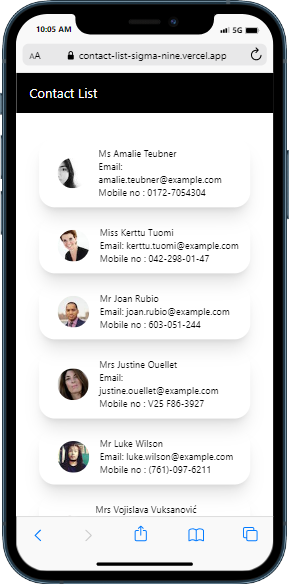 10:05 AM
5G
AA
contact-list-sigma-nine.vercel.app
Contact List
Ms Amalie Teubner
Email:
amalie.teubner@example.com
Mobile no : 0172-7054304
Miss Kerttu Tuomi
Email: kerttu.tuomi@example.com
Mobile no : 042-298-01-47
Mr Joan Rubio
Email: joan.rubio@example.com
Mobile no : 603-051-244
Mrs Justine Ouellet
Email:
justine.ouellet@example.com
Mobile no : V25 F86-3927
Mr Luke Wilson
Email: luke.wilson@example.com
Mobile no : (761)-097-6211
Mrs Vojislava Vuksanović